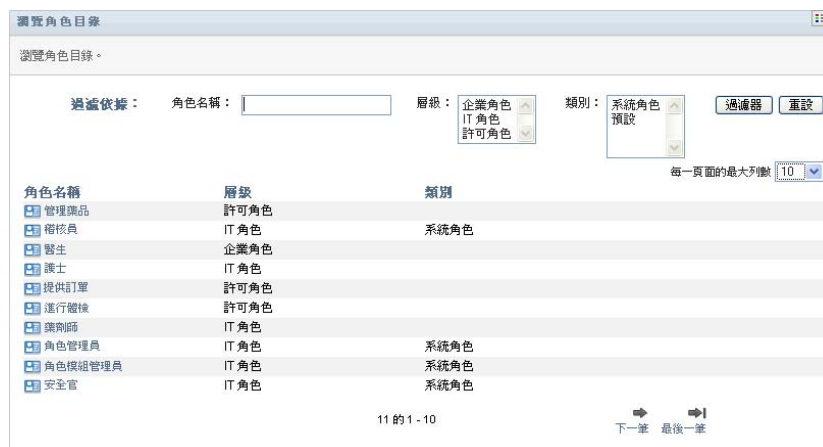 瀏覽角色目錄
瀏覽角色目錄。
過濾依據： 角色名稱： 層級： 企業角色 IT 角色 許可角色 類別： 系統角色 預設 過濾器 重設
每一頁面的最大列數 10
角色名稱 層級 類別
管理藥品 許可角色
稽核員 IT 角色 系統角色
醫生 企業角色
護士 IT 角色
提供訂單 許可角色
進行體檢 許可角色
藥劑師 IT 角色
角色管理員 IT 角色 系統角色
角色模組管理員 IT 角色 系統角色
安全官 IT 角色 系統角色
11 的 1 - 10 下一筆 最後一筆